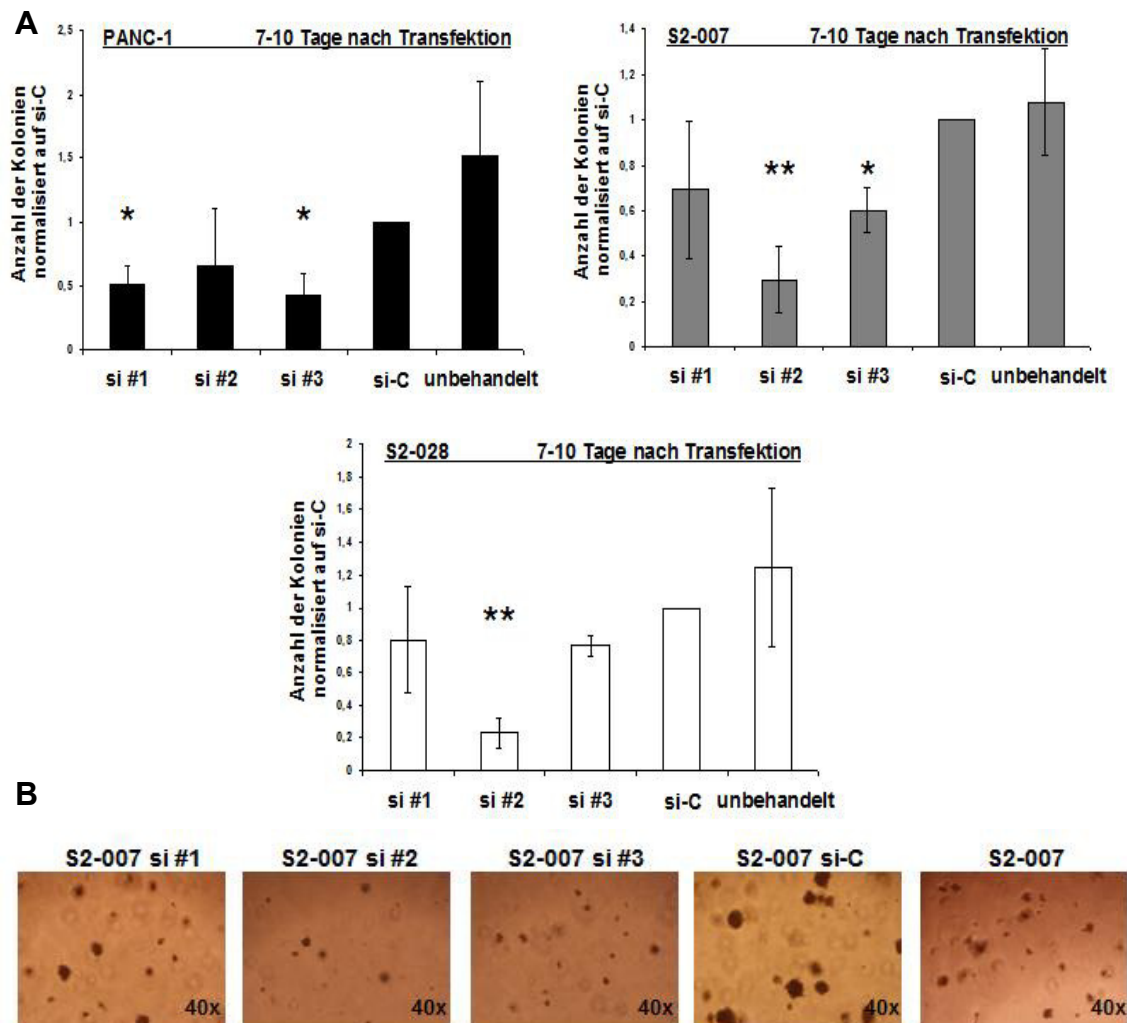 A
PANC-1 7-10 Tage nach Transfektion
Anzahl der Kolonien
normalisiert auf si-C
2,5
2
1,5
1
0,5
0
*
*
si #1 si #2 si #3 si-C unbehandelt
S2-007 7-10 Tage nach Transfektion
Anzahl der Kolonien
normalisiert auf si-C
1,4
1,2
1
0,8
0,6
0,4
0,2
0
**
*
si #1 si #2 si #3 si-C unbehandelt
S2-028 7-10 Tage nach Transfektion
Anzahl der Kolonien
normalisiert auf si-C
2
1,8
1,6
1,4
1,2
1
0,8
0,6
0,4
0,2
0
**
si #1 si #2 si #3 si-C unbehandelt
B
S2-007 si #1 S2-007 si #2 S2-007 si #3 S2-007 si-C S2-007
40x 40x 40x 40x 40x